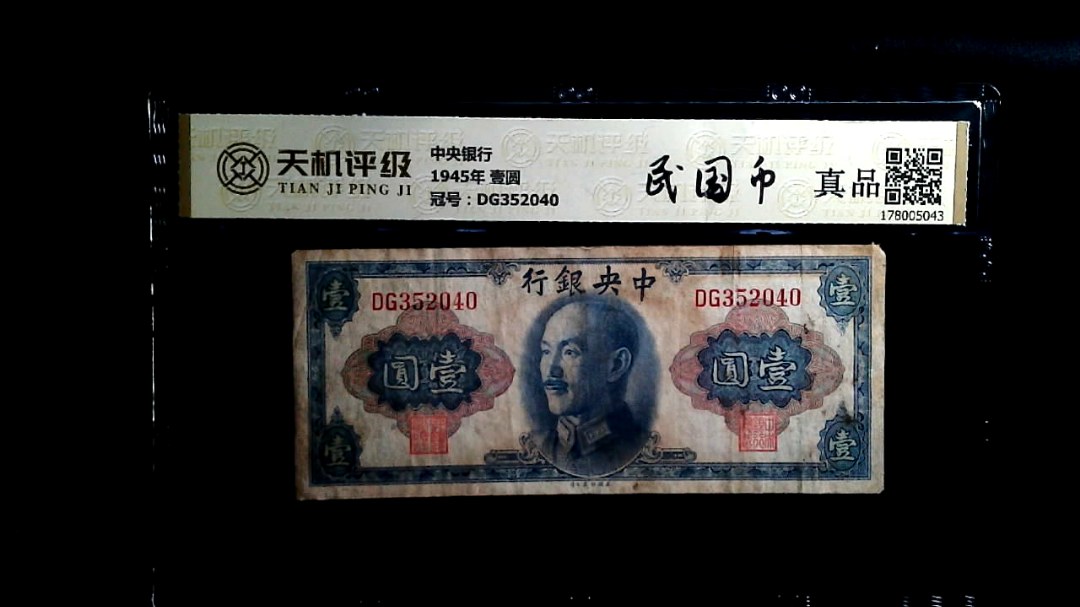 天机评级
TIAN JI PING JI
中央银行
1945年 壹圆
冠号：DG352040
民国币
真品
178005043
行銀央中
壹
壹
DG352040
DG352040
圓壹
圓壹
壹
壹